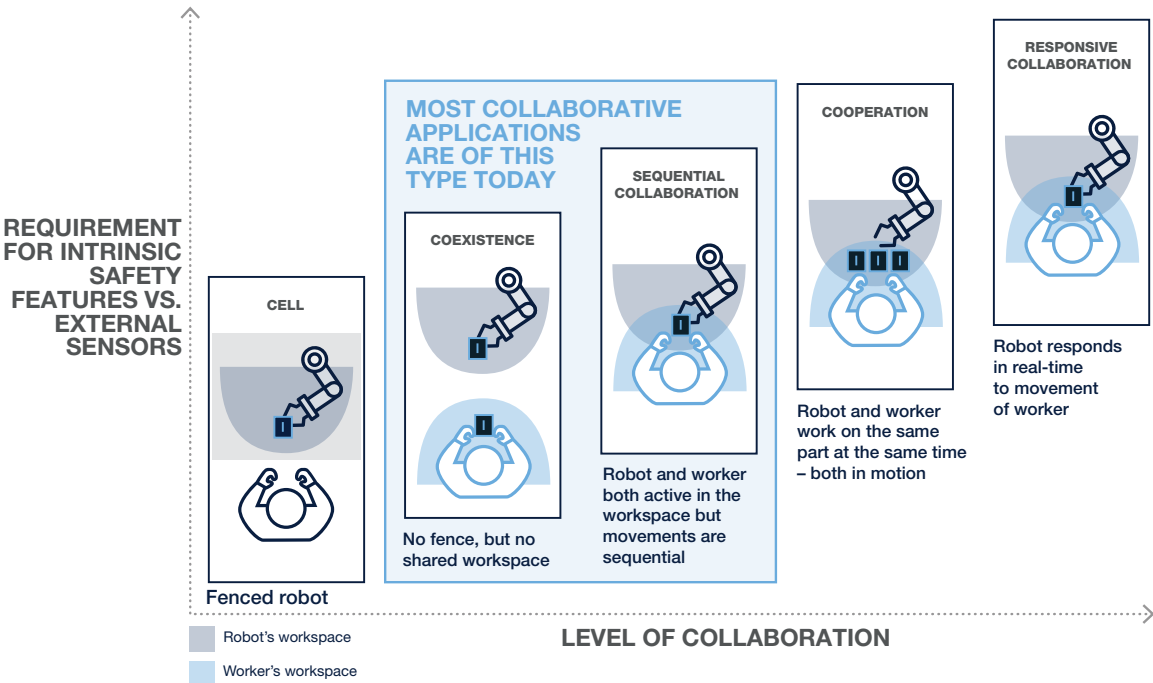 REQUIREMENT
FOR INTRINSIC
SAFETY
FEATURES VS.
EXTERNAL
SENSORS
CELL
Fenced robot
MOST COLLABORATIVE
APPLICATIONS
ARE OF THIS
TYPE TODAY
COEXISTENCE
No fence, but no
shared workspace
SEQUENTIAL
COLLABORATION
Robot and worker
both active in the
workspace but
movements are
sequential
COOPERATION
Robot and worker
work on the same
part at the same time
– both in motion
RESPONSIVE
COLLABORATION
Robot responds
in real-time
to movement
of worker
LEVEL OF COLLABORATION
Robot's workspace
Worker's workspace